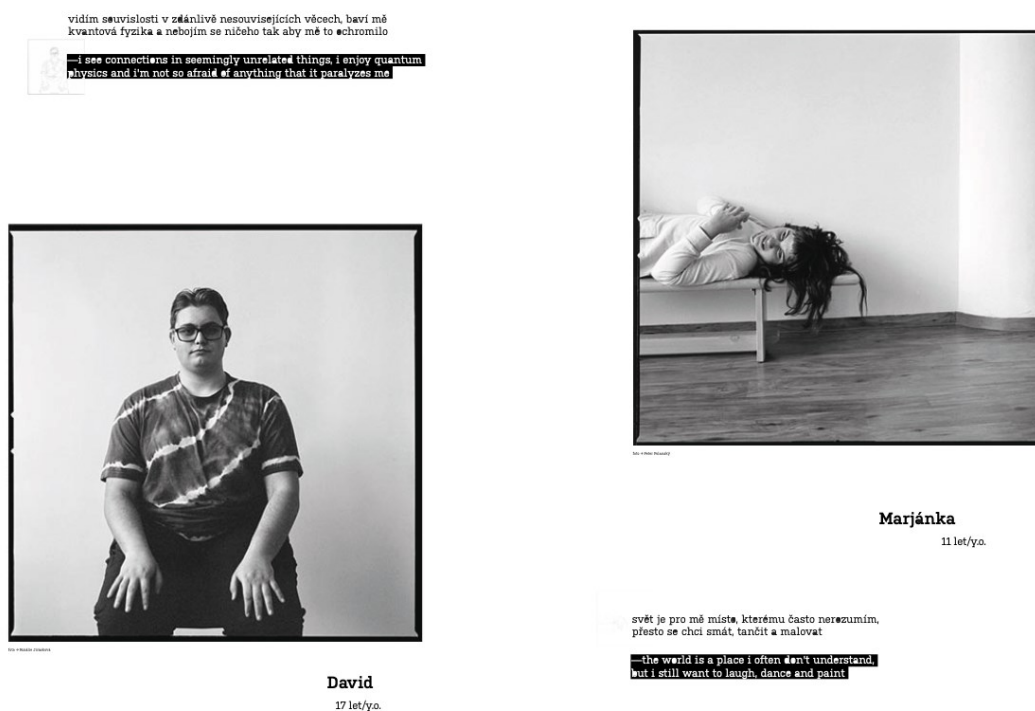 vidím souvislosti v zdánlivě nesouvisejících věcech, baví mě
kvantová fyzika a nebojím se ničeho tak aby mě to ochromilo
—i see connections in seemingly unrelated things, i enjoy quantum
physics and i'm not so afraid of anything that it paralyzes me
David
17 let/y.o.
Marjánka
11 let/y.o.
svět je pro mě místo, kterému často nerozumím,
přesto se chci smát, tančit a malovat
—the world is a place i often don't understand,
but i still want to laugh, dance and paint